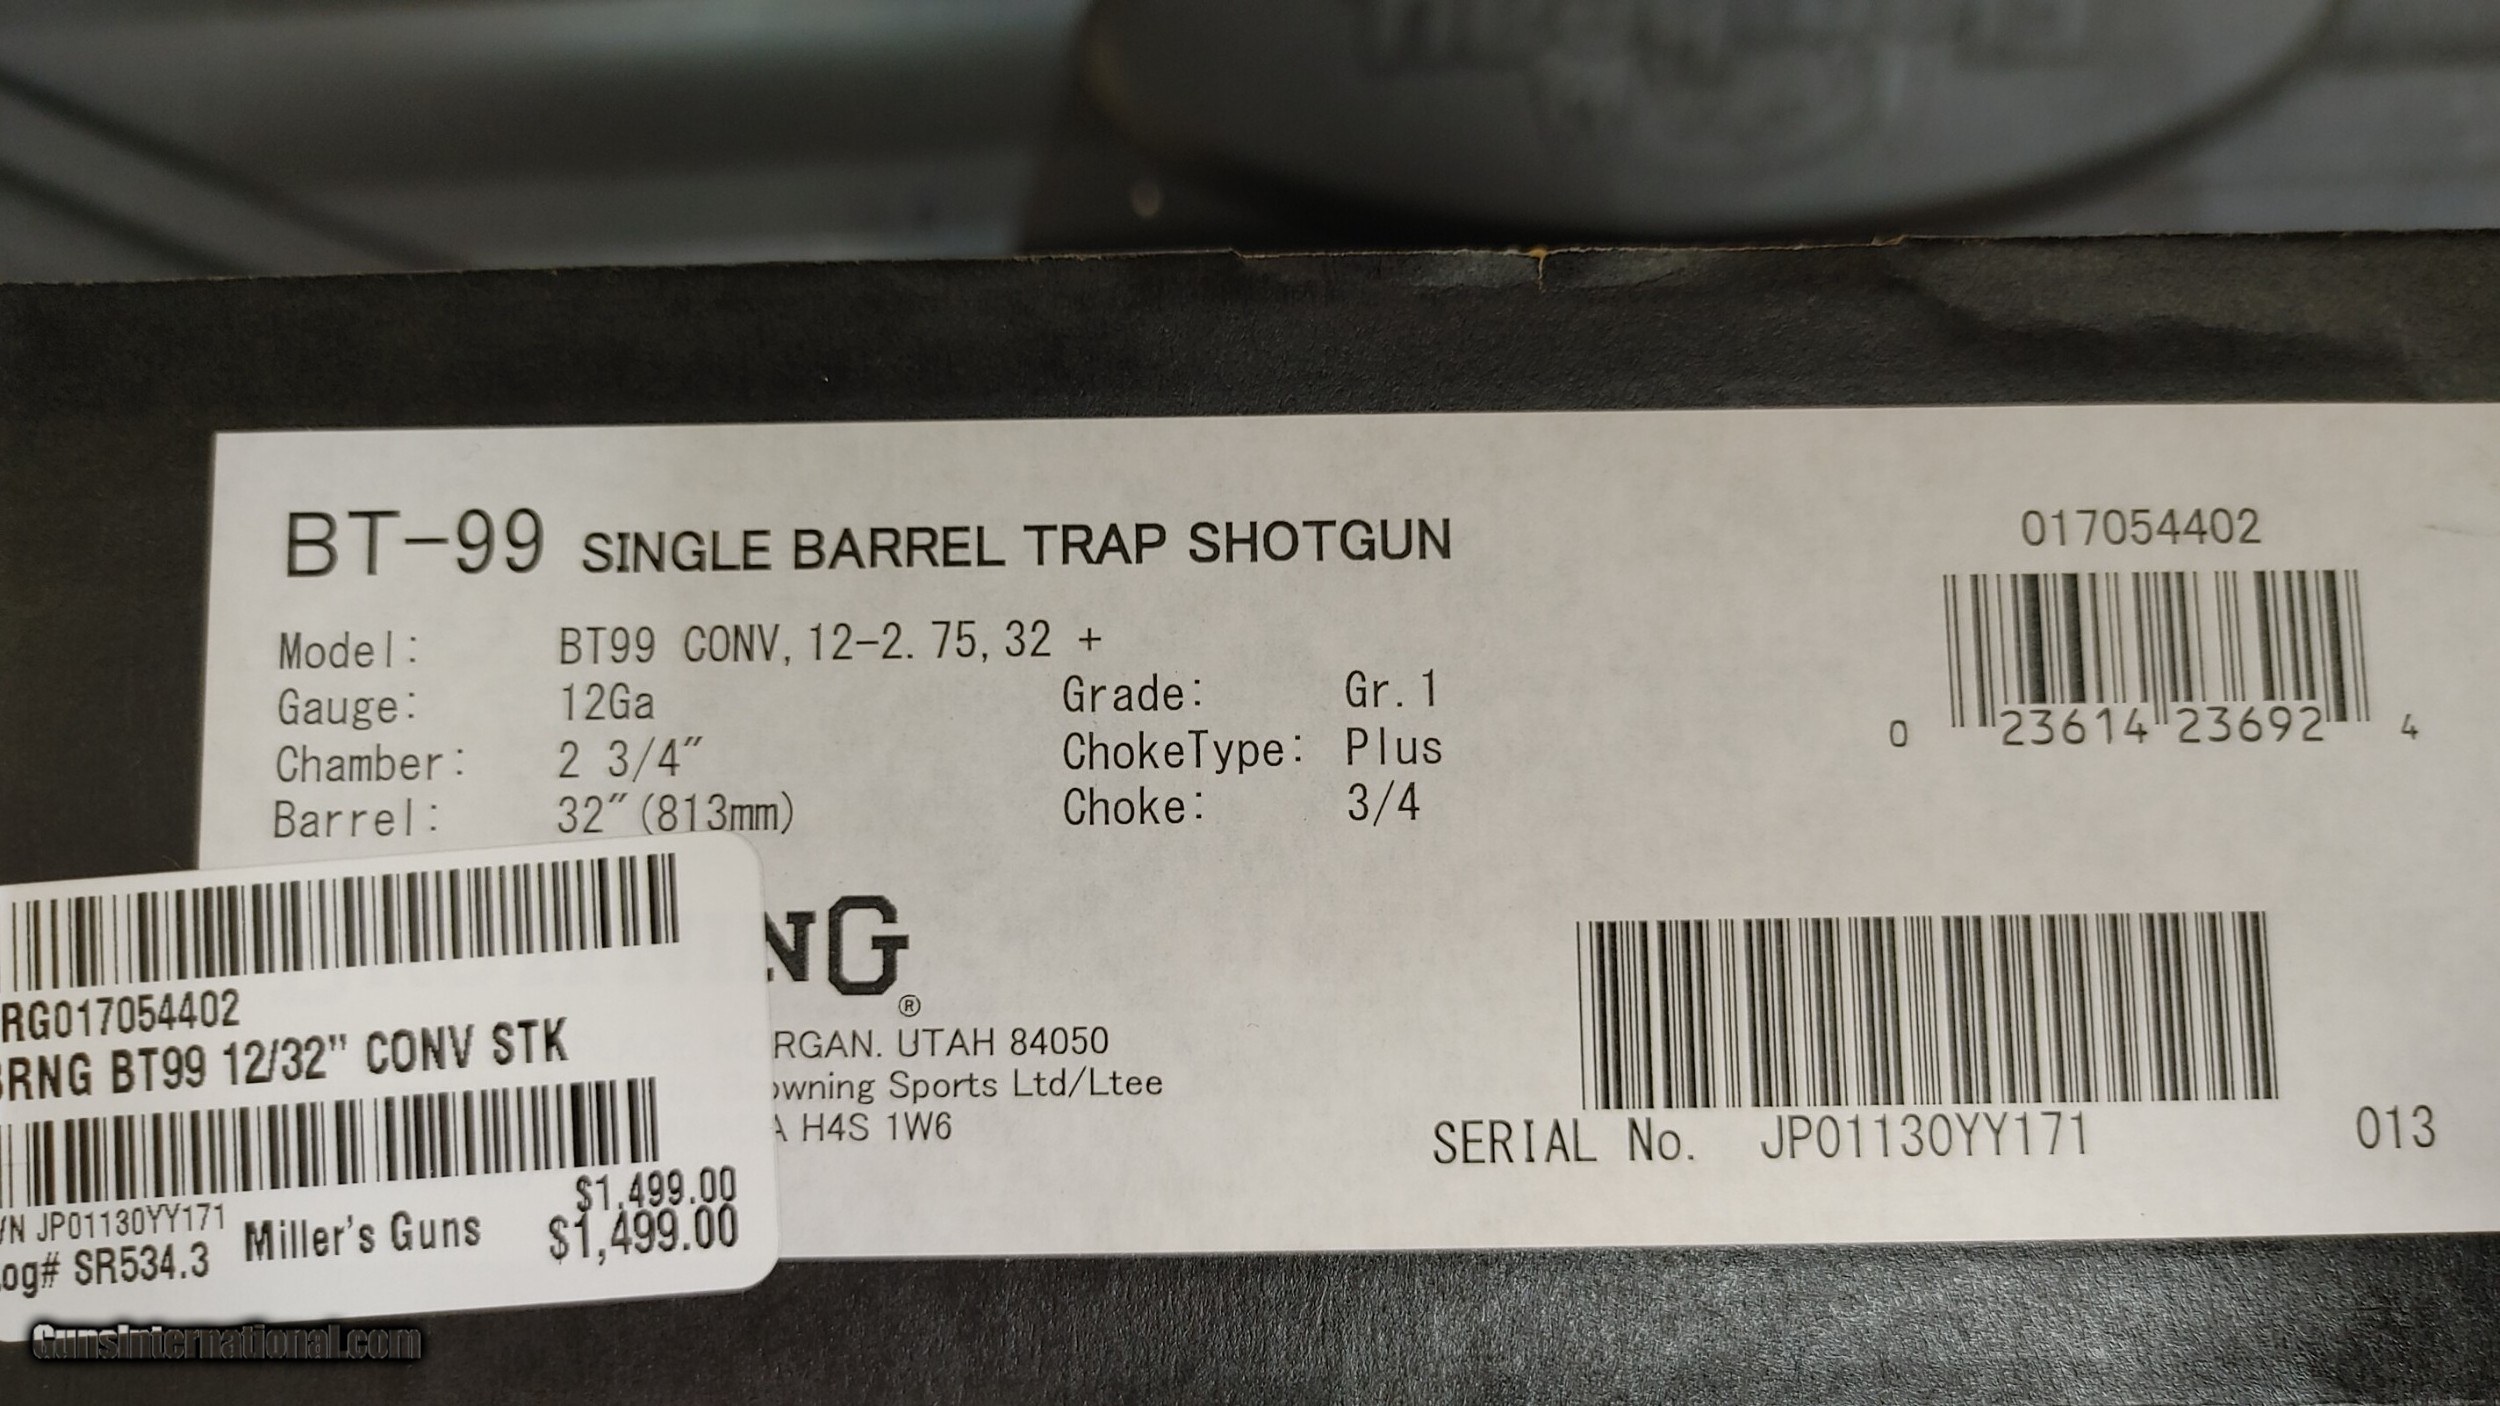 BT-99 SINGLE BARREL TRAP SHOTGUN
017054402
Model: BT99 CONV, 12-2.75, 32 +
Gauge: 12Ga Grade: Gr. 1
Chamber: 2 3/4" ChokeType: Plus
Barrel: 32"(813mm) Choke: 3/4
0 23614 23692 4
NG®
RGAN. UTAH 84050
owning Sports Ltd/Ltee
A H4S 1W6
SERIAL No. JP01130YY171 013
RG017054402
BRNG BT99 12/32" CONV STK
$1,499.00
/N JP01130YY171 Miller's Guns $1,499.00
og# SR534.3
GunsInternational.com